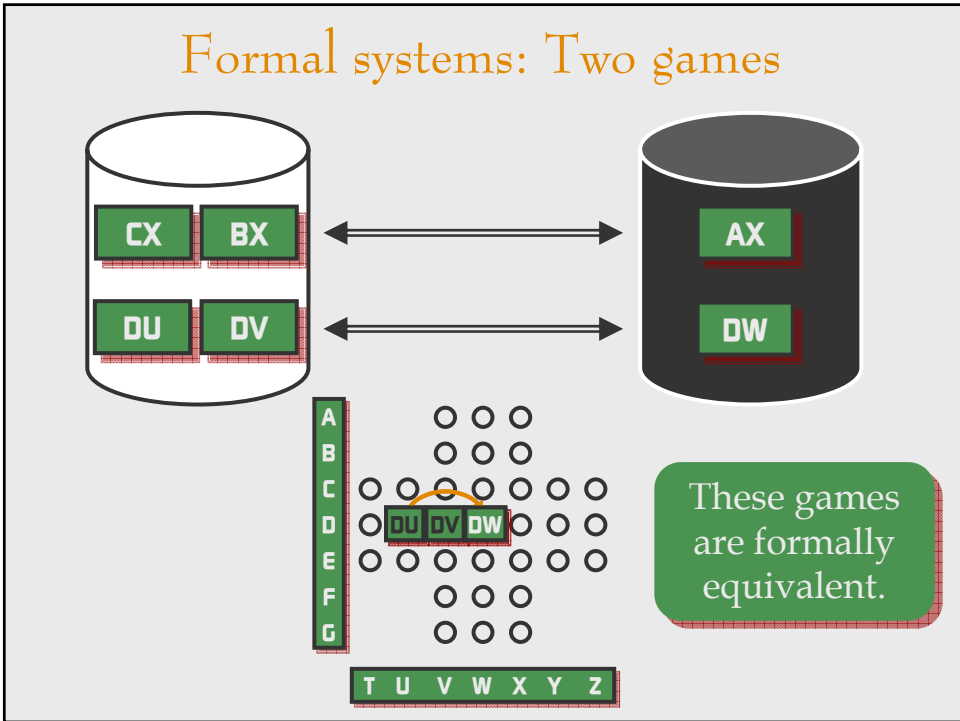 Formal systems: Two games
CX BX AX
DU DV DW
A
B
C
D
DU DV DW
E
F
G
These games
are formally
equivalent.
T U V W X Y Z